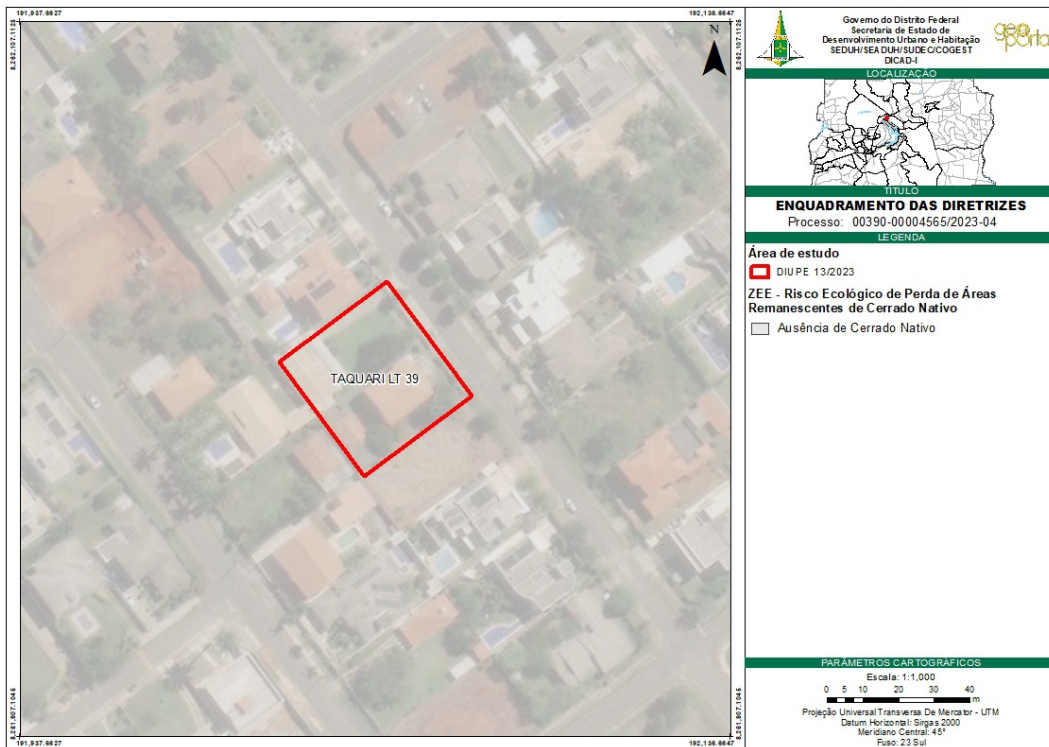 191,937.6627
192,136.6647
8,262,107.1125
8,262,107.1125
N
TAQUARI LT 39
8,261,907.1045
8,261,907.1045
191,937.6627
192,136.6647
Governo do Distrito Federal
Secretaria de Estado de
Desenvolvimento Urbano e Habitação
SEDUH/SEADUH/SUDEC/COGEST
DICAD-I
geo
portal
LOCALIZAÇÃO
TÍTULO
ENQUADRAMENTO DAS DIRETRIZES
Processo: 00390-00004565/2023-04
LEGENDA
Área de estudo
DIUPE 13/2023
ZEE - Risco Ecológico de Perda de Áreas
Remanescentes de Cerrado Nativo
Ausência de Cerrado Nativo
PARÂMETROS CARTOGRÁFICOS
Escala: 1:1,000
0 5 10 20 30 40
m
Projeção Universal Transversa De Mercator - UTM
Datum Horizontal: Sirgas 2000
Meridiano Central: 45º
Fuso: 23 Sul